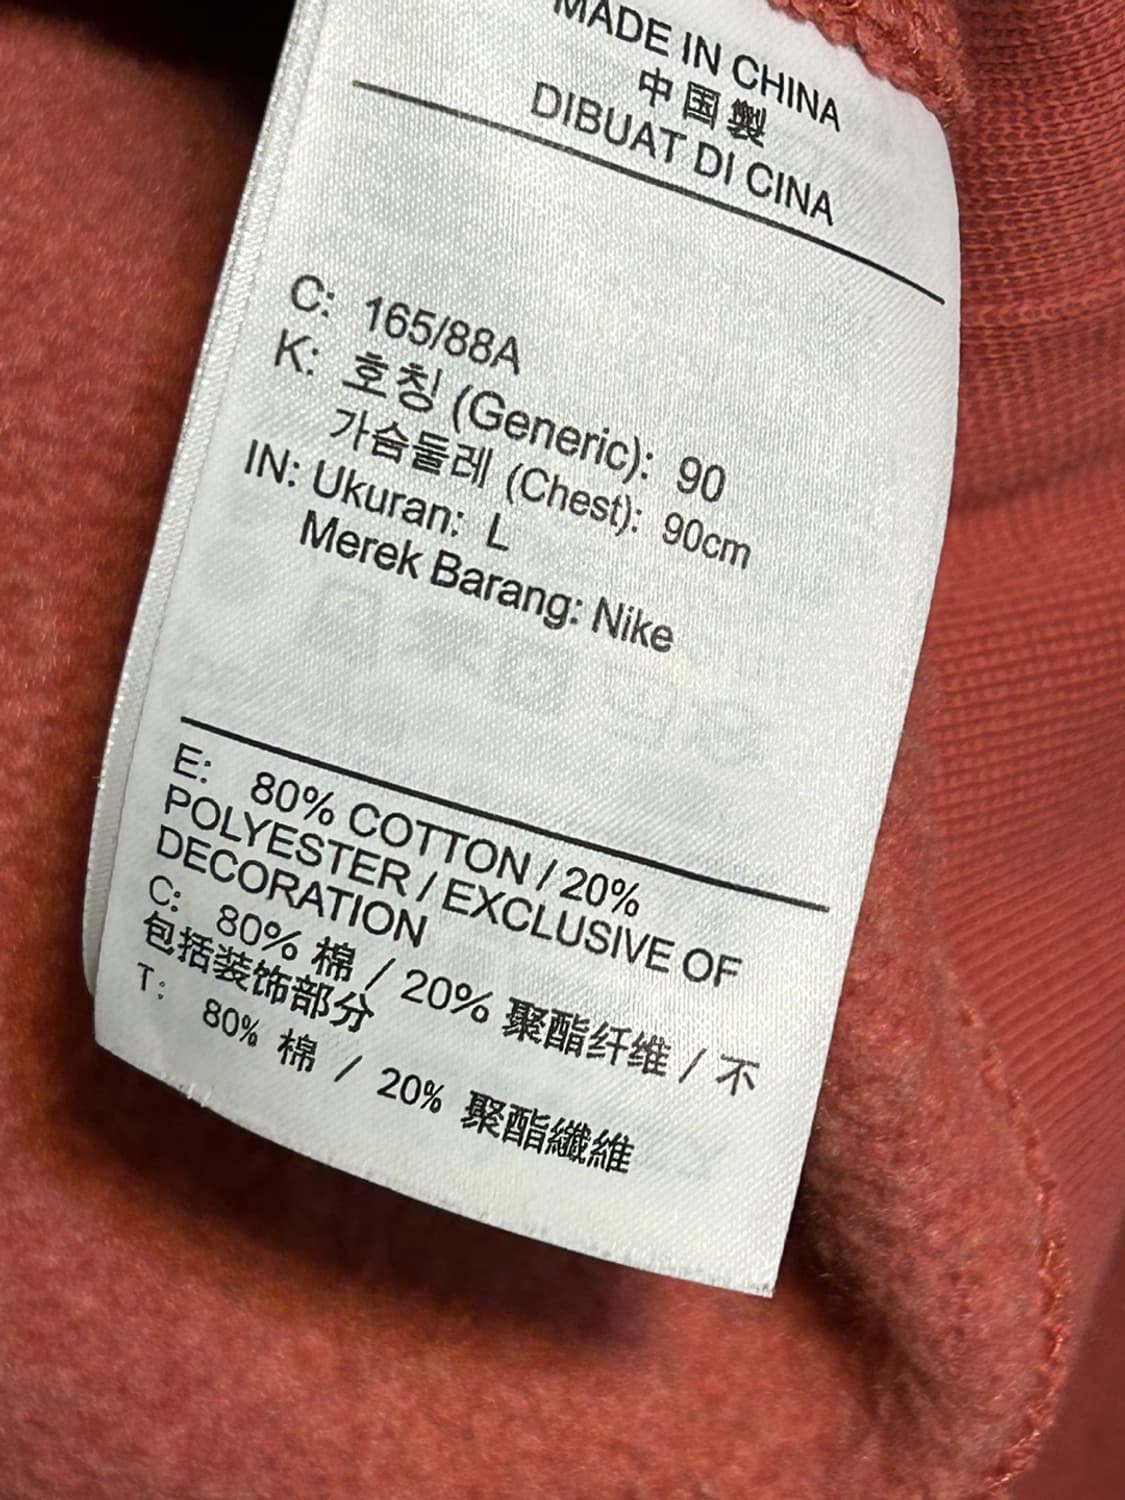 MADE IN CHINA
中国製
DIBUAT DI CINA
C: 165/88A
K: 호칭 (Generic): 90
가슴둘레 (Chest): 90cm
IN: Ukuran: L
Merek Barang: Nike
E: 80% COTTON / 20%
POLYESTER / EXCLUSIVE OF
DECORATION
C: 80% 棉 / 20% 聚酯纤维 / 不
包括装饰部分
T: 80% 棉 / 20% 聚酯纖維